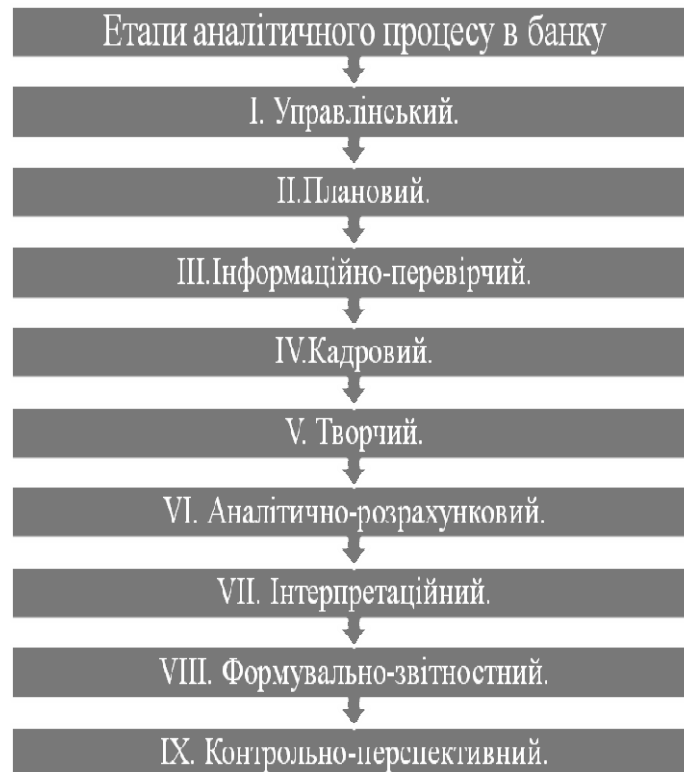 Етапи аналітичного процесу в банку
I. Управлінський.
II.Плановий.
III.Інформаційно-перевірчий.
IV.Кадровий.
V. Творчий.
VI. Аналітично-розрахунковий.
VII. Інтерпретаційний.
VIII. Формувально-звітностний.
IX. Контрольно-перспективний.